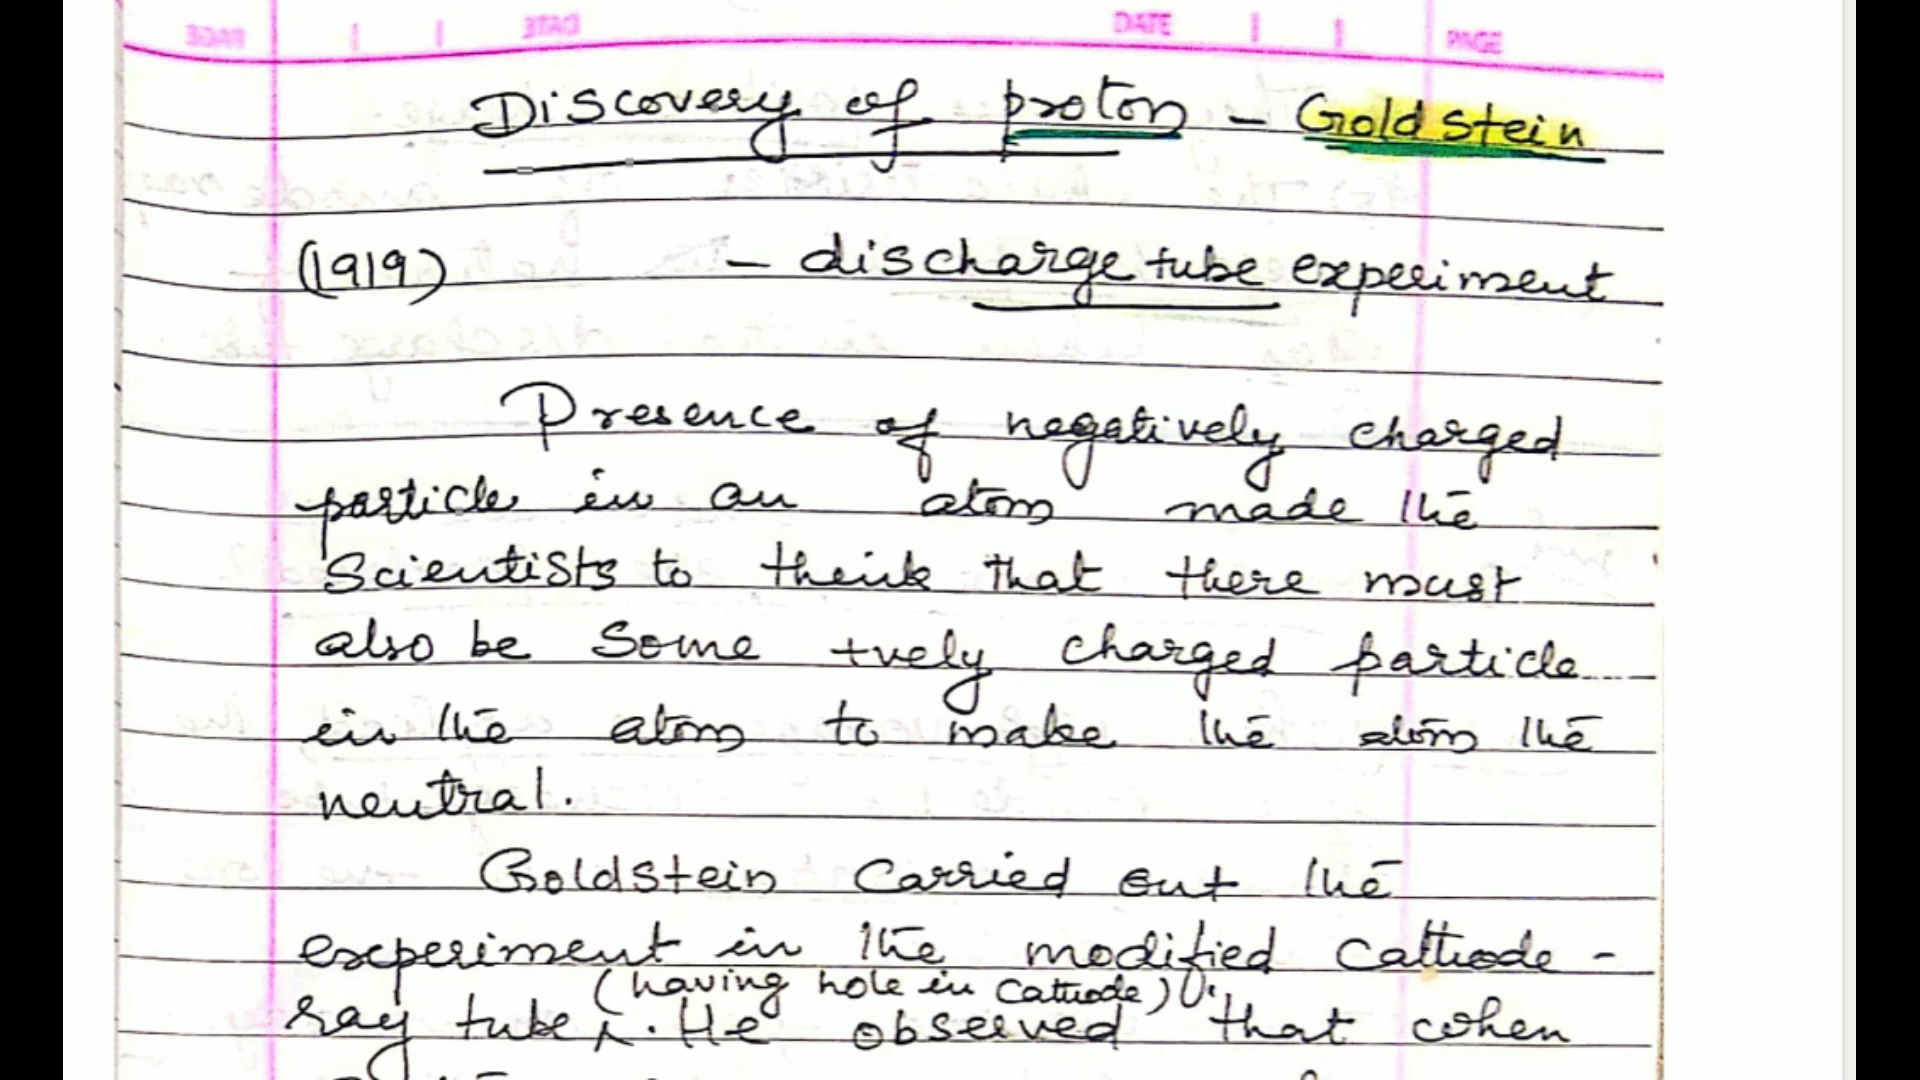 DATE PAGE
Discovery of proton - Goldstein
(1919) - discharge tube experiment
Presence of negatively charged
particle in an atom made the
Scientists to think that there must
also be some +vely charged particle
in the atom to make the atom the
neutral.
Goldstein carried out the
experiment in the modified cathode -
(having hole in cathode)
ray tube. He observed that when